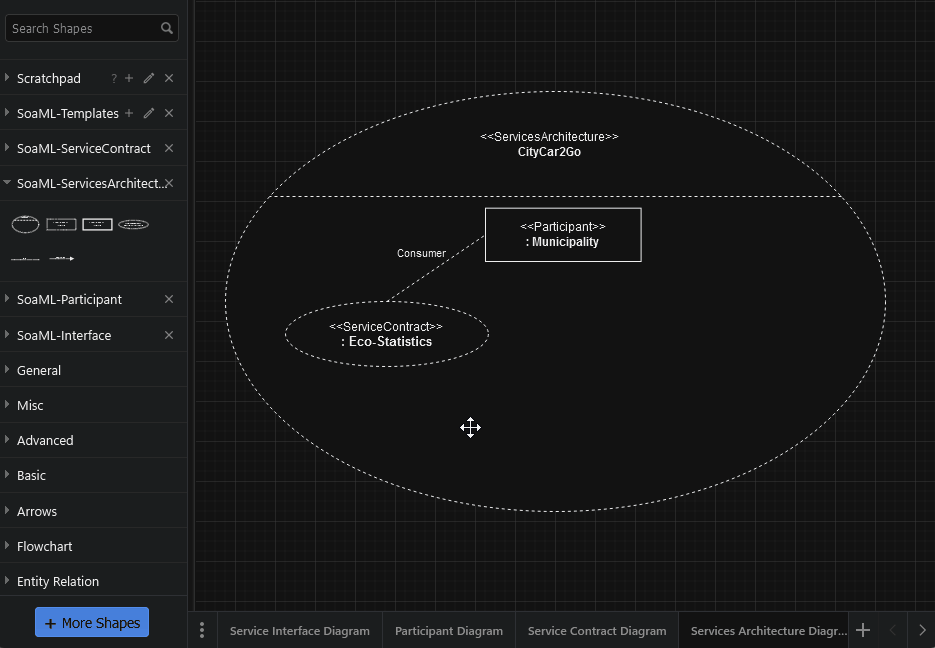 Search Shapes
Scratchpad ? +
SoaML-Templates +
SoaML-ServiceContract
SoaML-ServicesArchitect...
SoaML-Participant
SoaML-Interface
General
Misc
Advanced
Basic
Arrows
Flowchart
Entity Relation
+ More Shapes
<<ServicesArchitecture>>
CityCar2Go
<<Participant>>
: Municipality
Consumer
<<ServiceContract>>
: Eco-Statistics
Service Interface Diagram
Participant Diagram
Service Contract Diagram
Services Architecture Diagr...